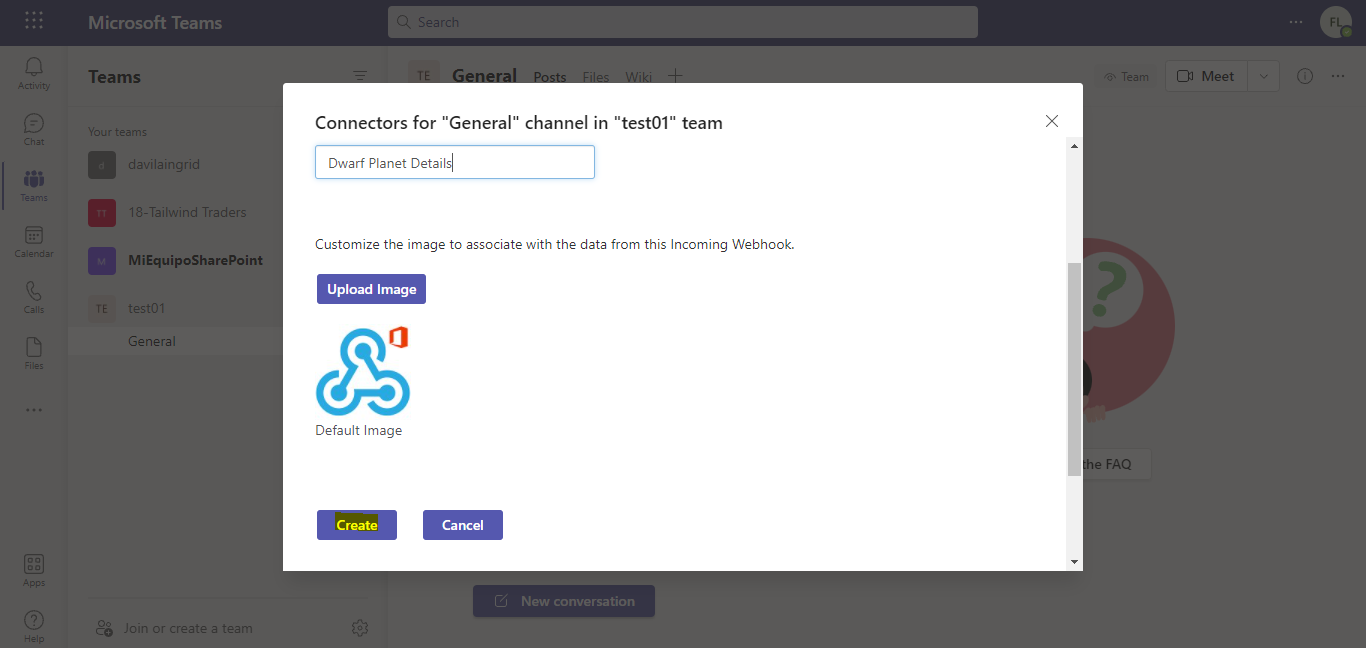 Microsoft Teams
Search
FL
Activity
Chat
Teams
Calendar
Calls
Files
Apps
Help
Teams
Your teams
d davilaingrid
TT 18-Tailwind Traders
M MiEquipoSharePoint
TE test01
General
Join or create a team
TE General Posts Files Wiki
Team
Meet
Connectors for "General" channel in "test01" team
Dwarf Planet Details
Customize the image to associate with the data from this Incoming Webhook.
Upload Image
Default Image
Create Cancel
the FAQ
New conversation